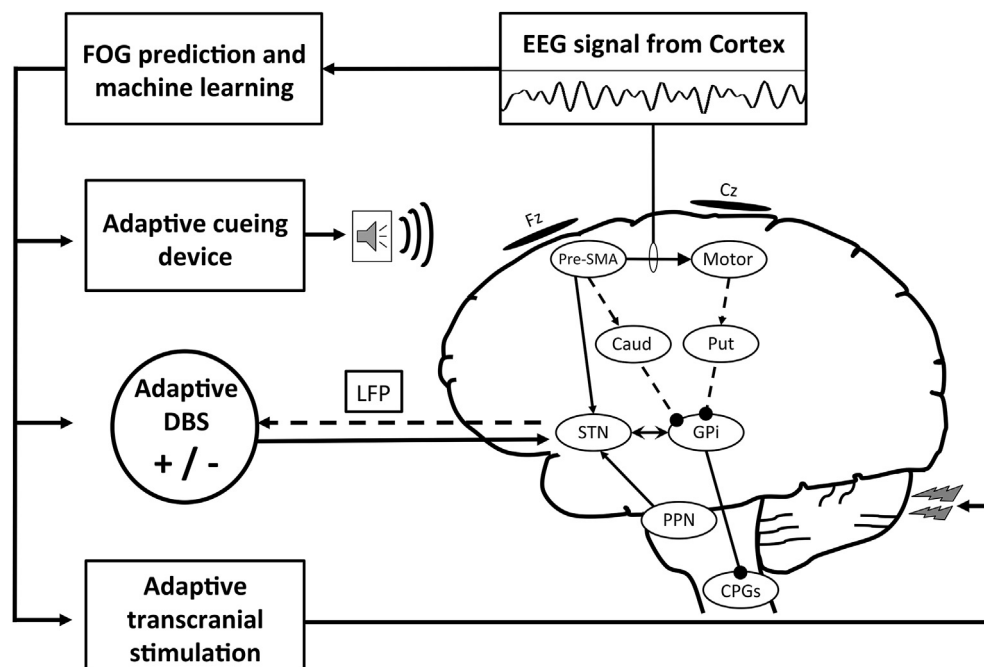 FOG prediction and
machine learning
EEG signal from Cortex
Adaptive cueing
device
Fz
Cz
Pre-SMA
Motor
Caud
Put
Adaptive
DBS
+ / -
LFP
STN
GPi
PPN
CPGs
Adaptive
transcranial
stimulation